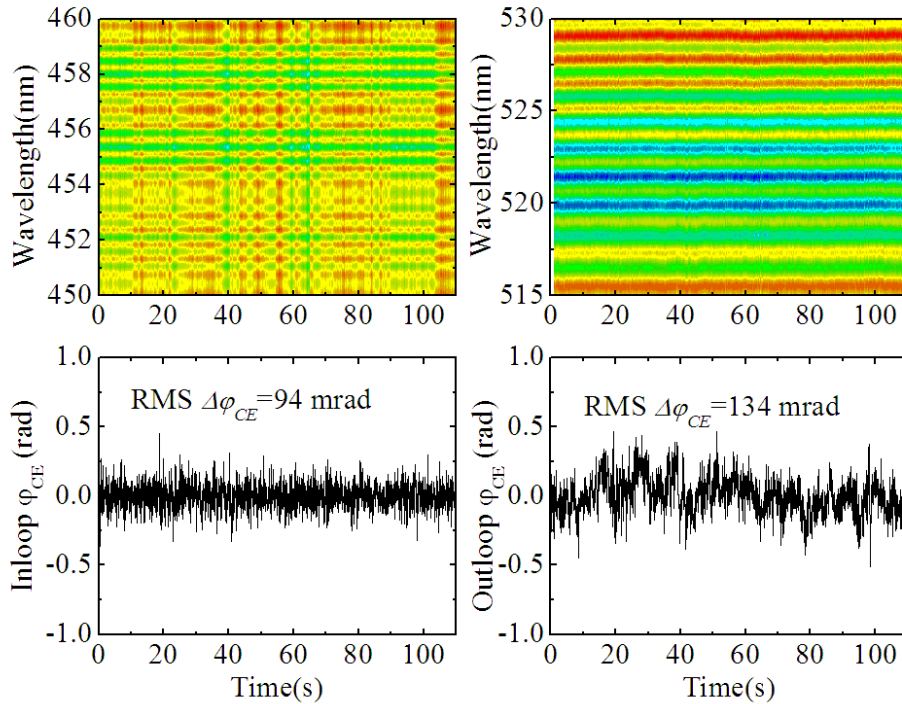 460
458
456
454
452
450
Wavelength(nm)
0 20 40 60 80 100
530
525
520
515
Wavelength(nm)
0 20 40 60 80 100
1.0
0.5
0.0
-0.5
-1.0
Inloop φCE (rad)
RMS ΔφCE=94 mrad
0 20 40 60 80 100
Time(s)
1.0
0.5
0.0
-0.5
-1.0
Outloop φCE (rad)
RMS ΔφCE=134 mrad
0 20 40 60 80 100
Time(s)